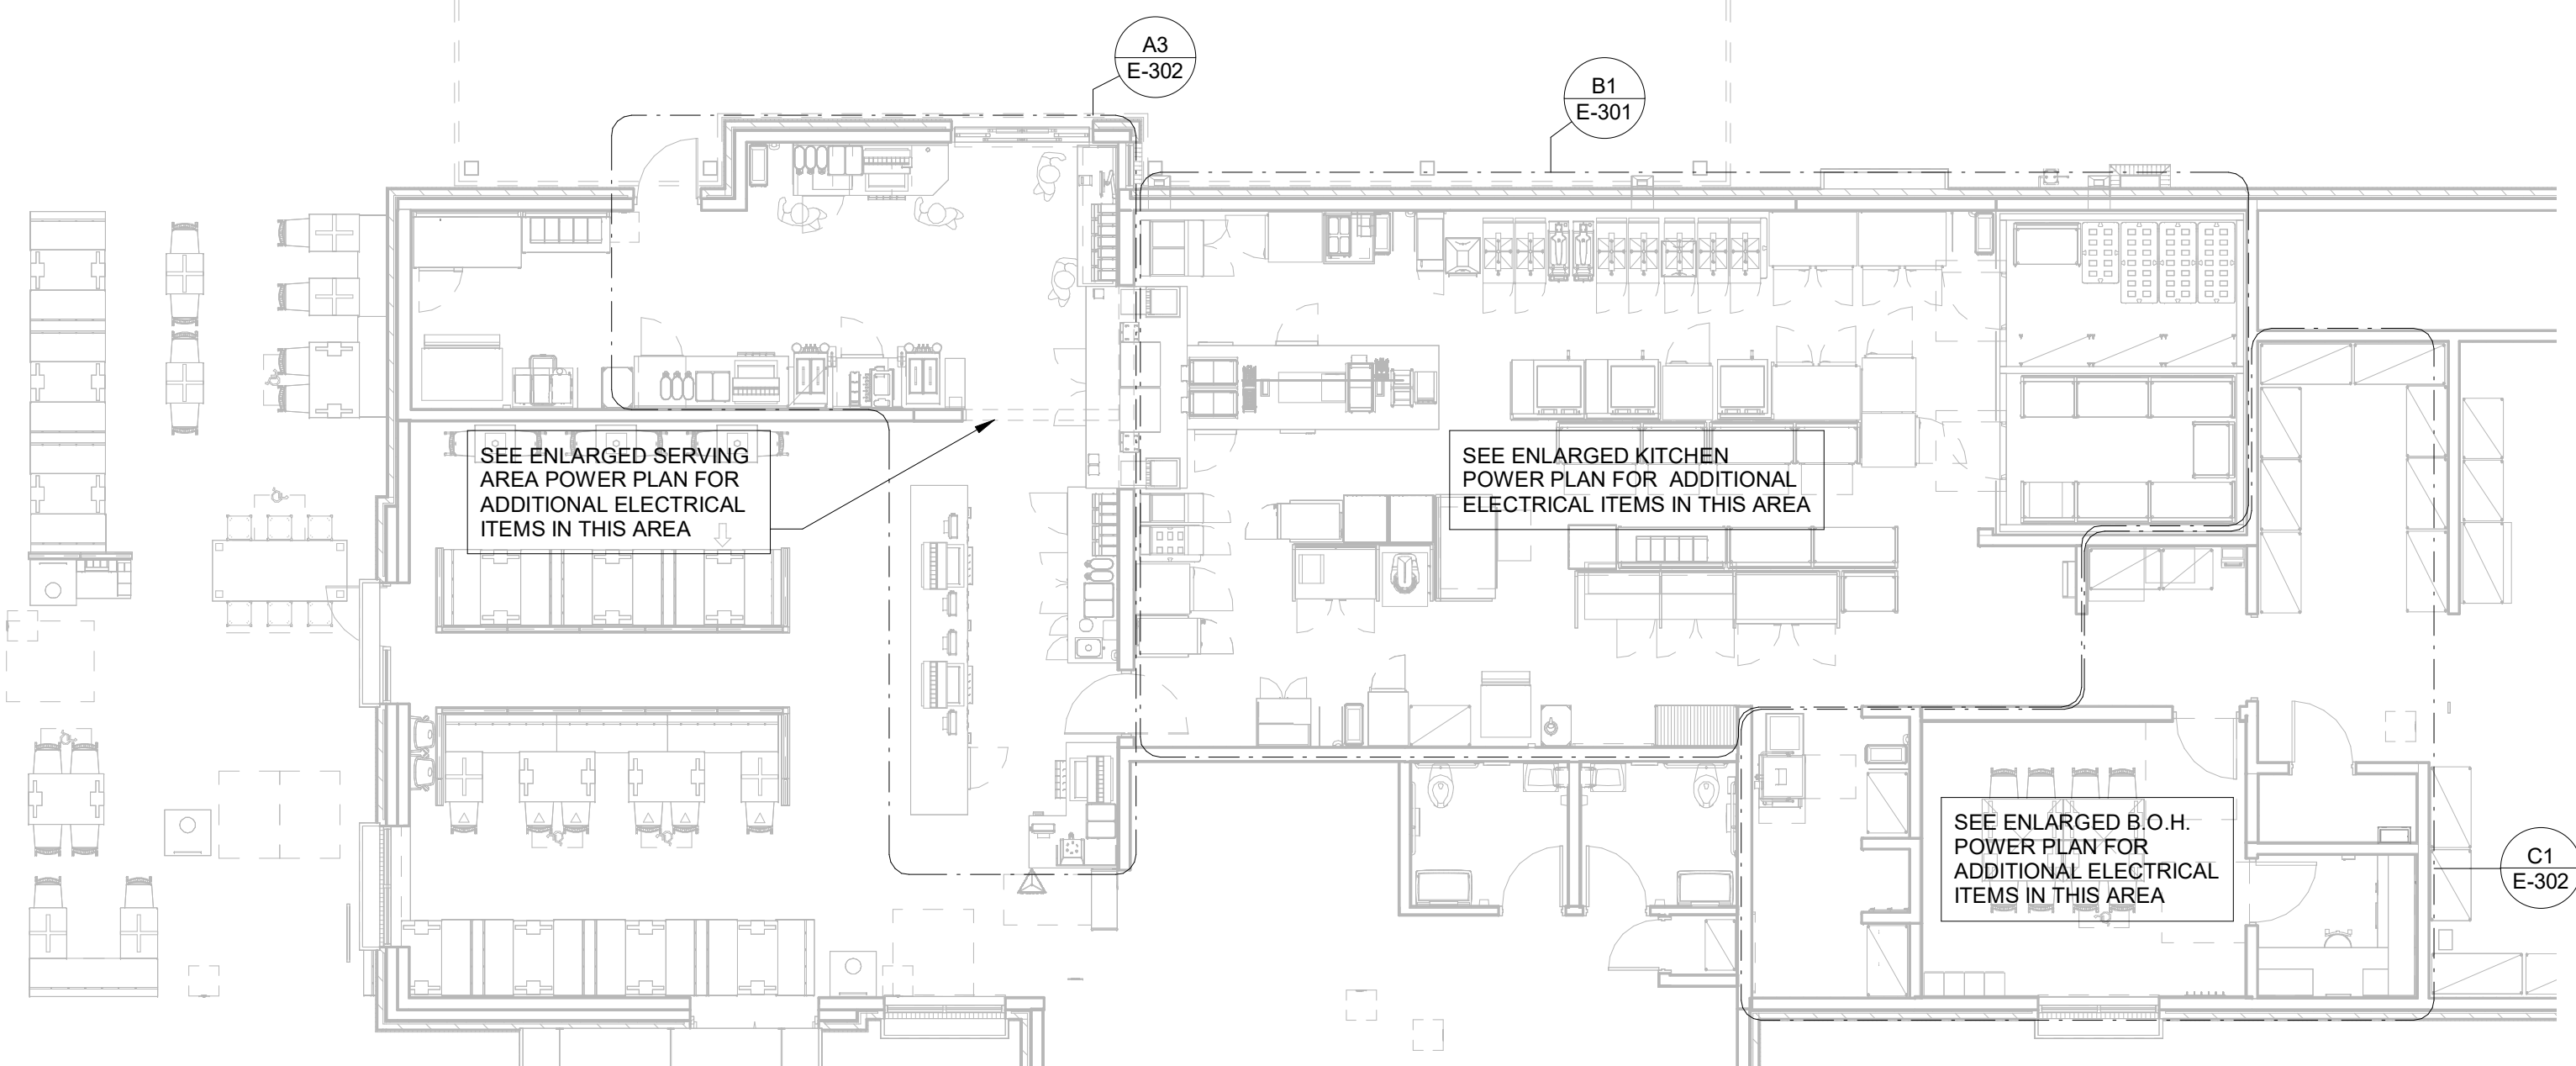 A3
E-302
B1
E-301
SEE ENLARGED SERVING
AREA POWER PLAN FOR
ADDITIONAL ELECTRICAL
ITEMS IN THIS AREA
SEE ENLARGED KITCHEN
POWER PLAN FOR  ADDITIONAL
ELECTRICAL ITEMS IN THIS AREA
SEE ENLARGED B.O.H.
POWER PLAN FOR
ADDITIONAL ELECTRICAL
ITEMS IN THIS AREA
C1
E-302